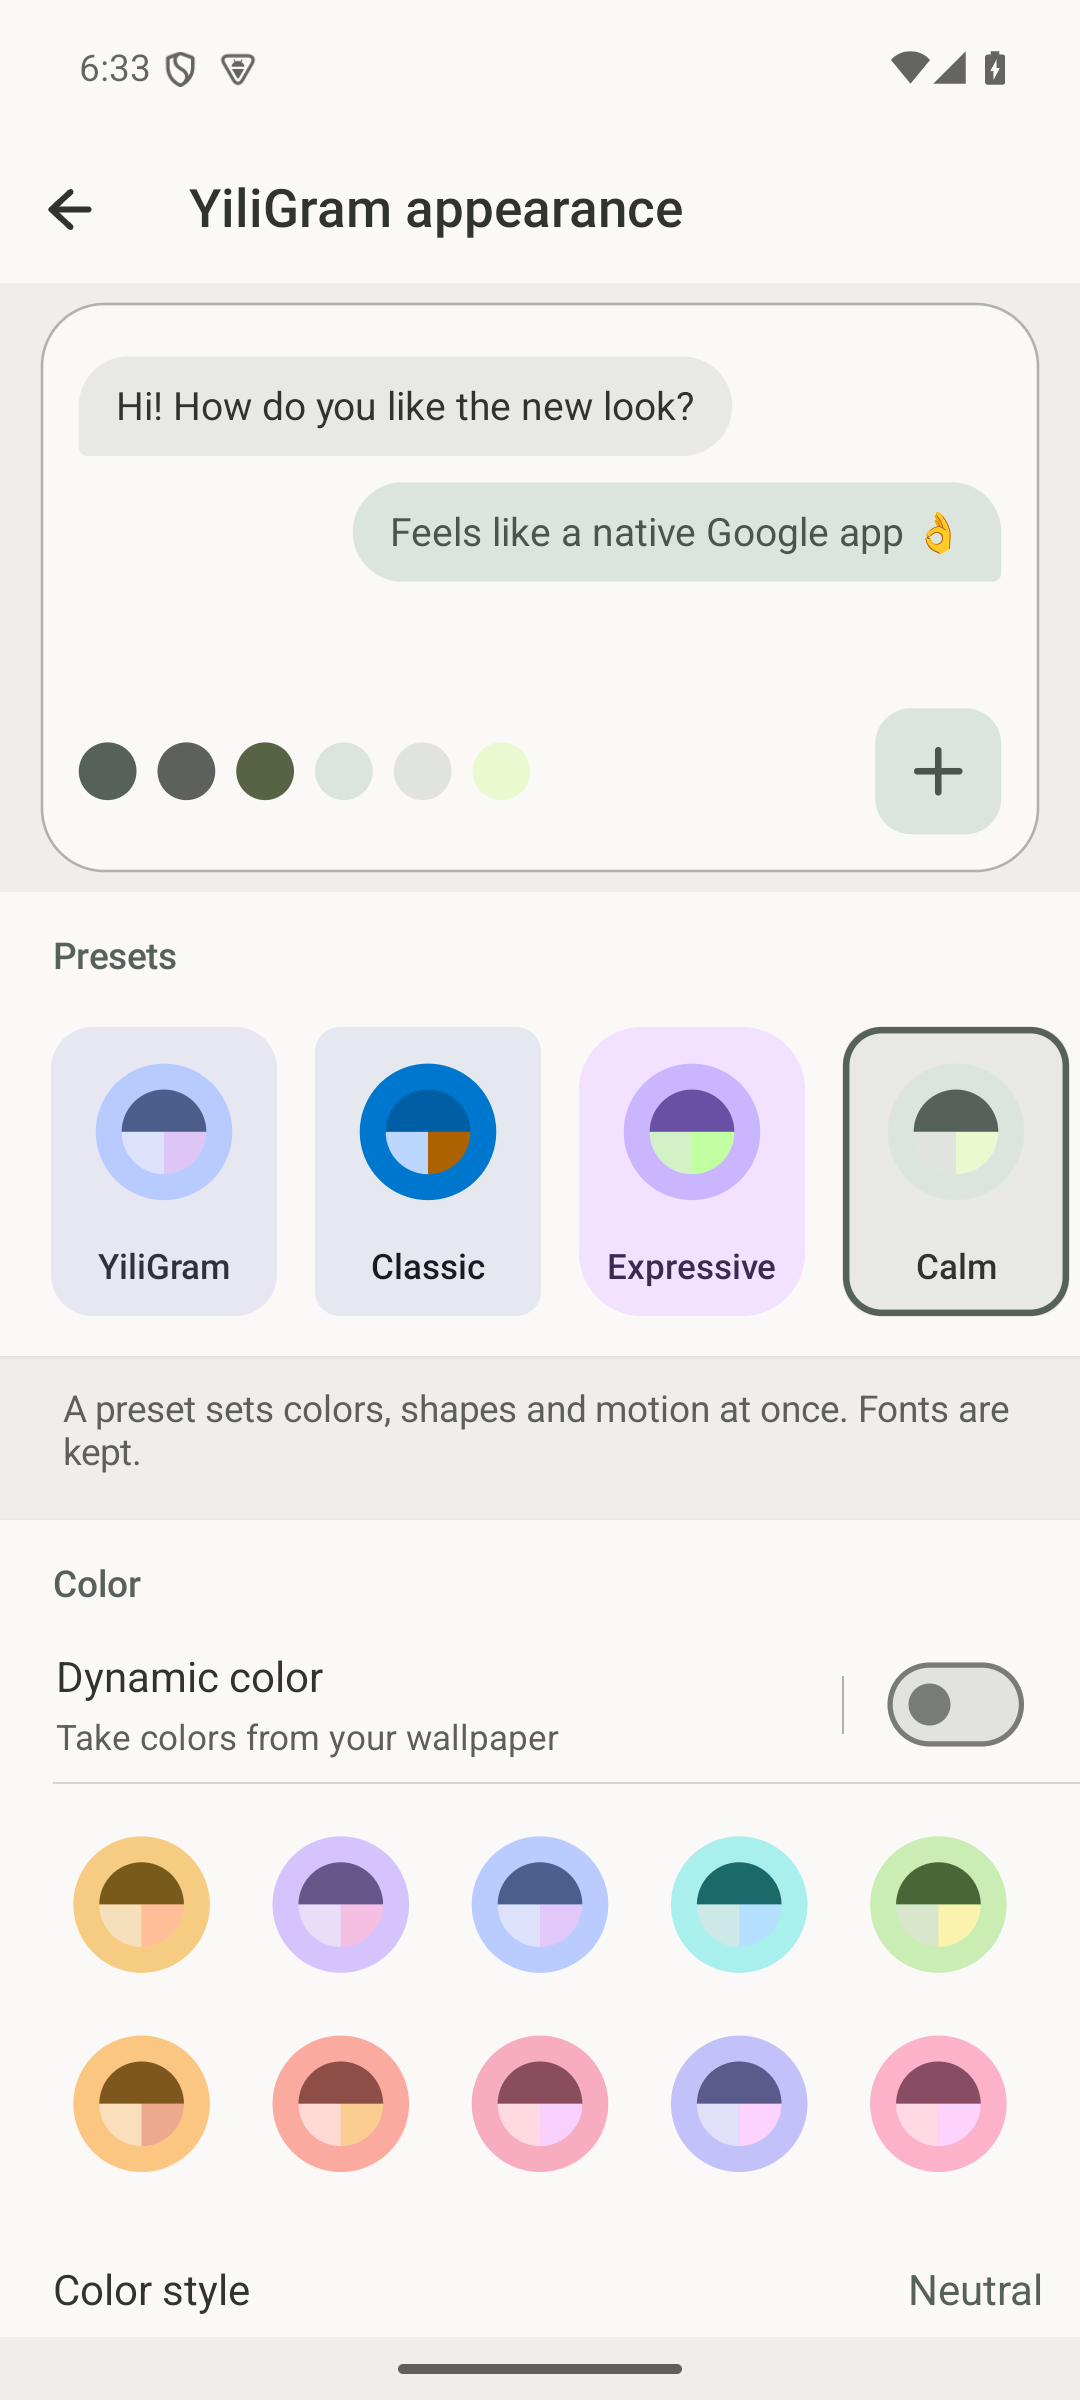 6:33
YiliGram appearance
Hi! How do you like the new look?
Feels like a native Google app 👌
Presets
YiliGram
Classic
Expressive
Calm
A preset sets colors, shapes and motion at once. Fonts are
kept.
Color
Dynamic color
Take colors from your wallpaper
Color style
Neutral